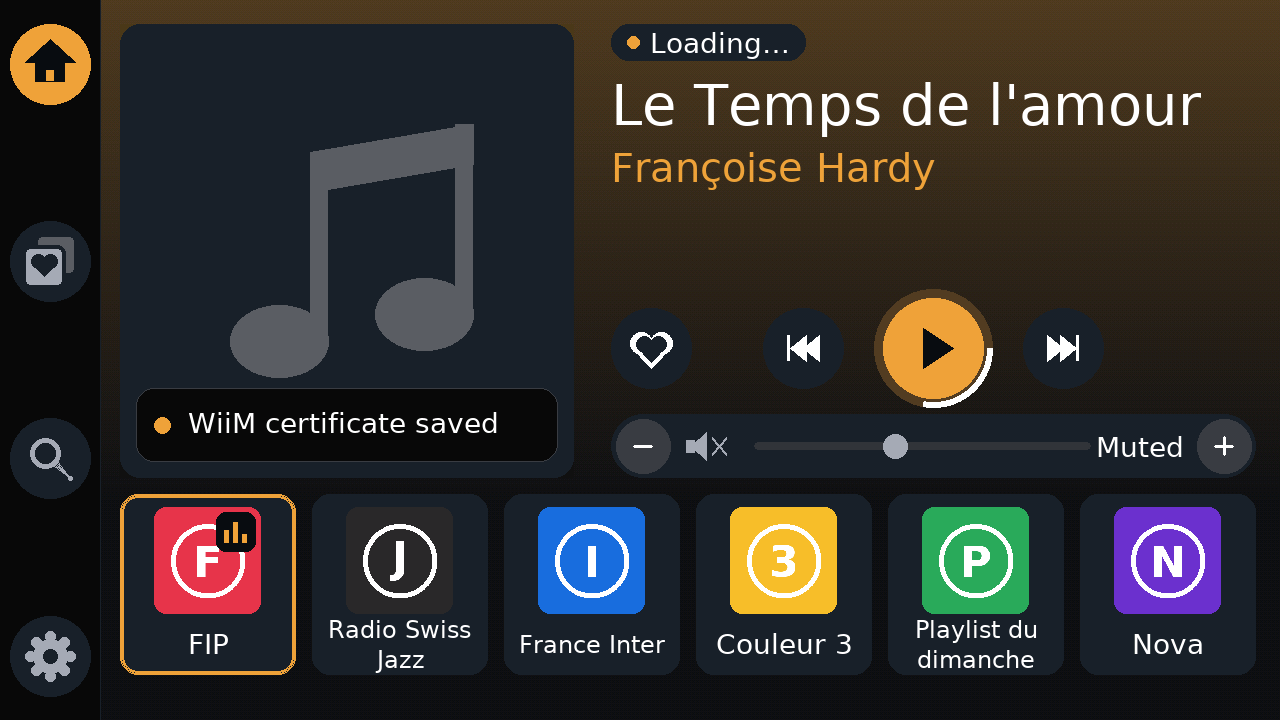 Loading...
Le Temps de l'amour
Françoise Hardy
WiiM certificate saved
Muted
F
FIP
J
Radio Swiss
Jazz
I
France Inter
3
Couleur 3
P
Playlist du
dimanche
N
Nova